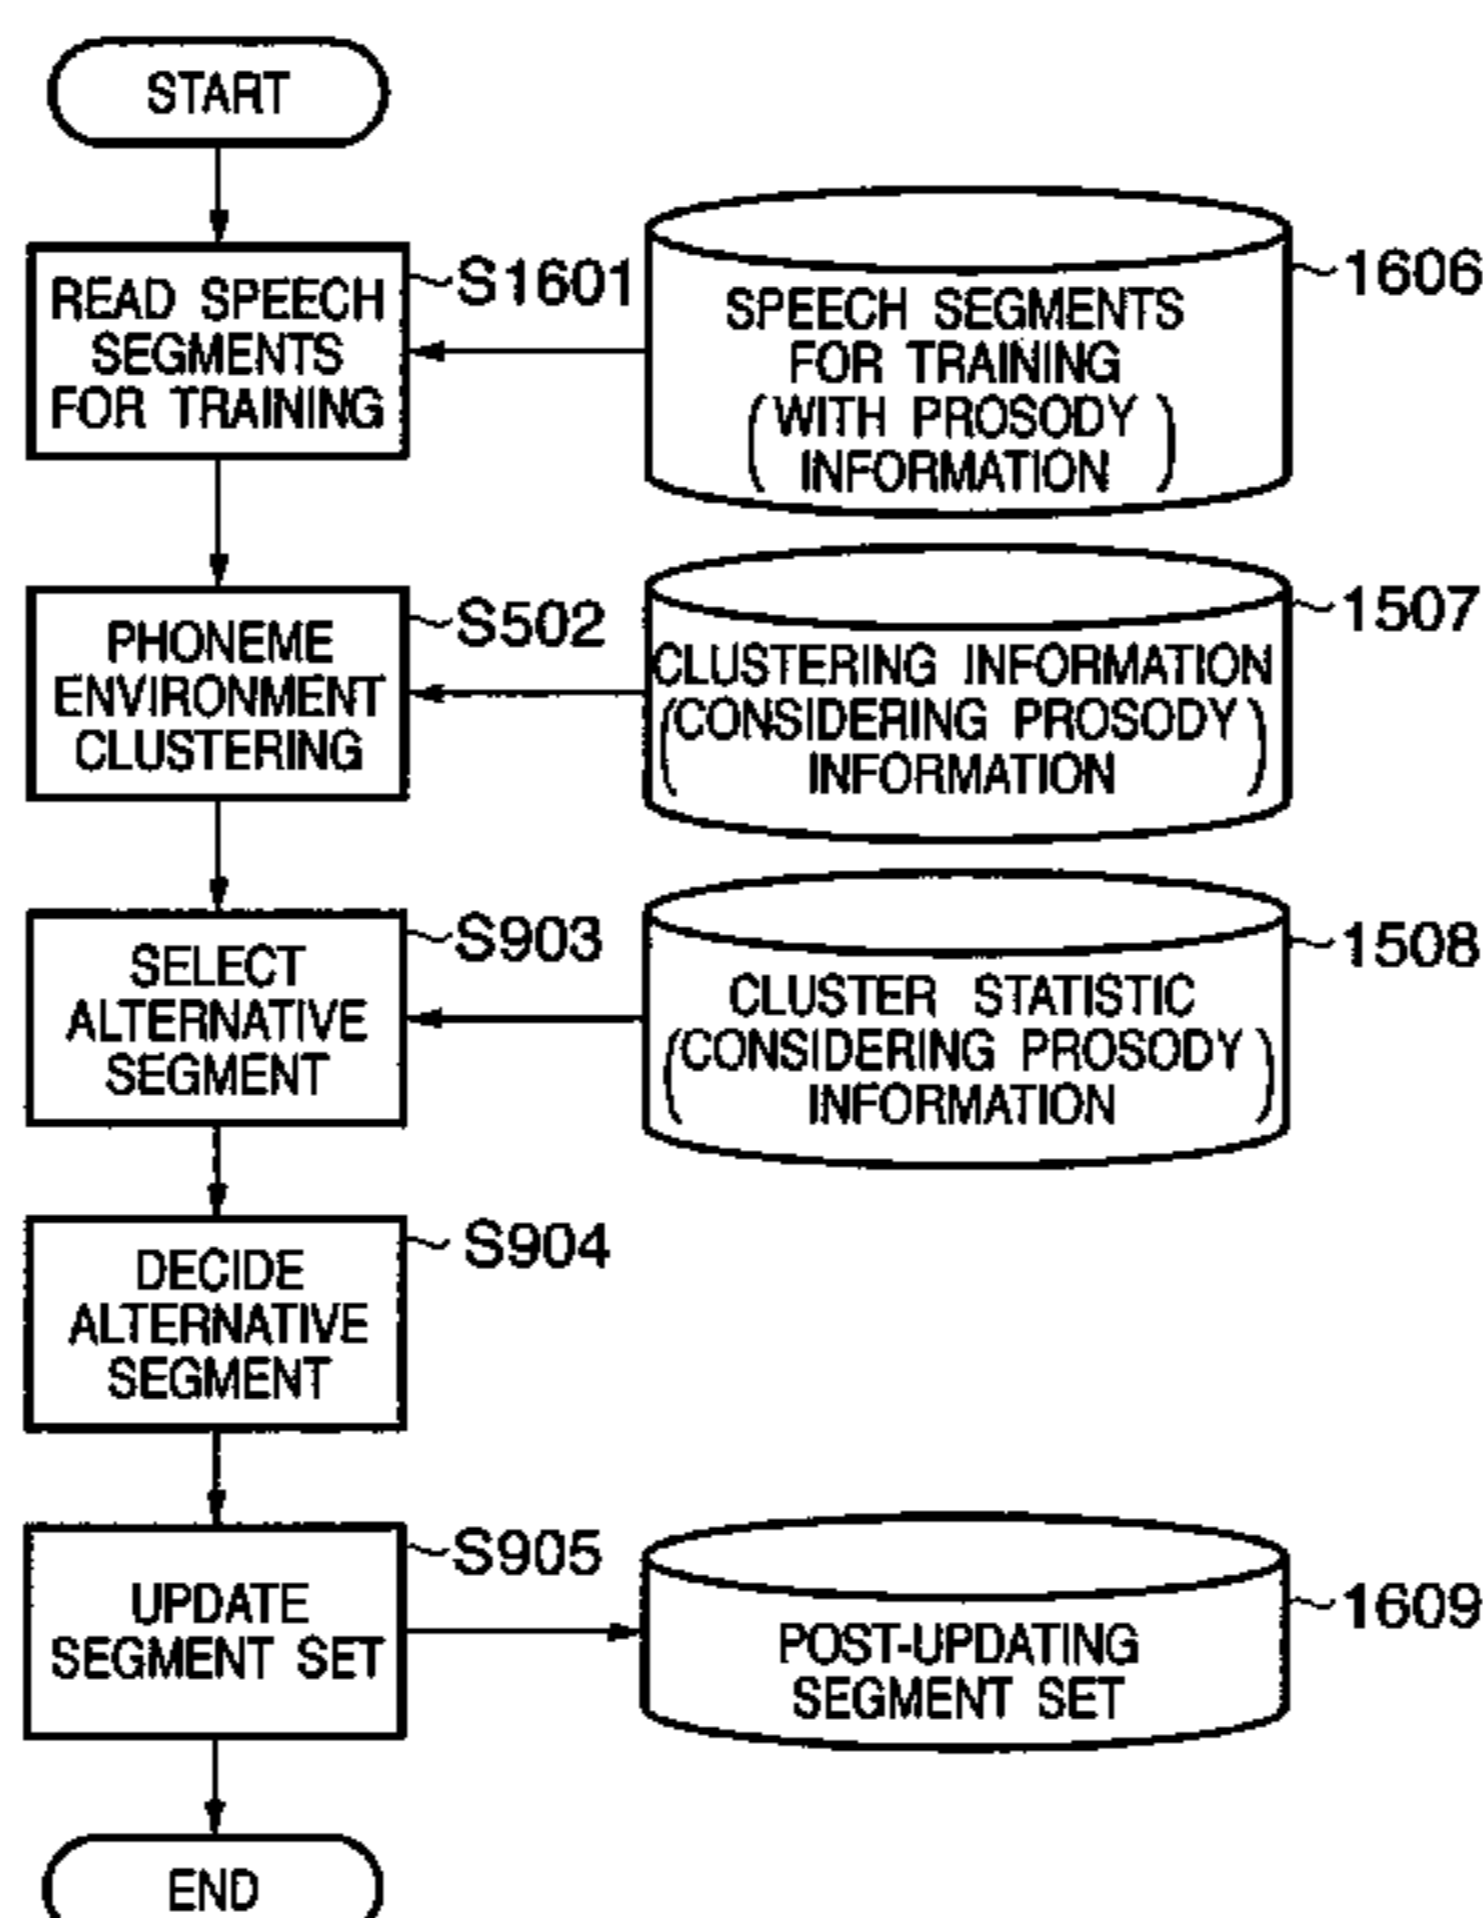 START
READ SPEECH
SEGMENTS
FOR TRAINING
S1601
SPEECH SEGMENTS
FOR TRAINING
(WITH PROSODY
INFORMATION)
1606
PHONEME
ENVIRONMENT
CLUSTERING
S502
CLUSTERING INFORMATION
(CONSIDERING PROSODY
INFORMATION)
1507
SELECT
ALTERNATIVE
SEGMENT
S903
CLUSTER STATISTIC
(CONSIDERING PROSODY
INFORMATION)
1508
DECIDE
ALTERNATIVE
SEGMENT
S904
UPDATE
SEGMENT SET
S905
POST-UPDATING
SEGMENT SET
1609
END